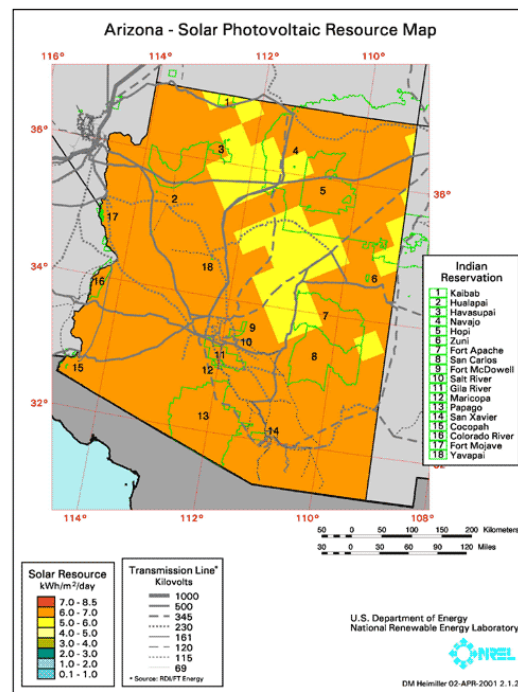 Arizona - Solar Photovoltaic Resource Map
116° 114° 112° 110°
36°
34°
32°
36°
114° 112° 110° 108°
1
3
4
2
5
17
18
6
16
9
7
10
11
8
12
15
13
14
Indian
Reservation
1 Kaibab
2 Hualapai
3 Havasupai
4 Navajo
5 Hopi
6 Zuni
7 Fort Apache
8 San Carlos
9 Fort McDowell
10 Salt River
11 Gila River
12 Maricopa
13 Papago
14 San Xavier
15 Cocopah
16 Colorado River
17 Fort Mojave
18 Yavapai
50 0 50 100 150 200 Kilometers
30 0 30 60 90 120 Miles
Solar Resource
kWh/m²/day
7.0 - 8.5
6.0 - 7.0
5.0 - 6.0
4.0 - 5.0
3.0 - 4.0
2.0 - 3.0
1.0 - 2.0
0.1 - 1.0
Transmission Line*
Kilovolts
1000
500
345
230
161
120
115
69
* Source: RDI/FT Energy
U.S. Department of Energy
National Renewable Energy Laboratory
NREL
DM Heimiller 02-APR-2001 2.1.2